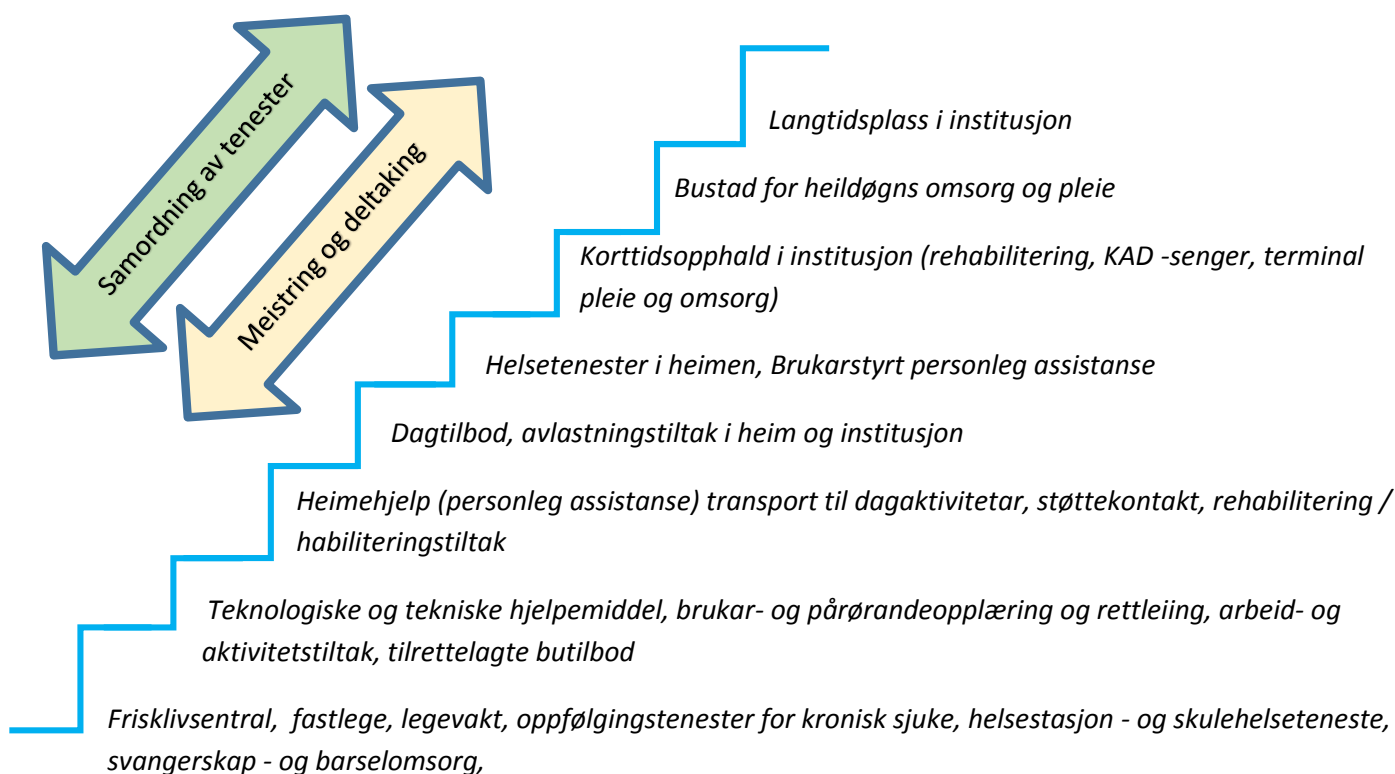 Samordning av tenester
Meistring og deltaking
Langtidsplass i institusjon
Bustad for heildøgns omsorg og pleie
Korttidsopphald i institusjon (rehabilitering, KAD -senger, terminal
pleie og omsorg)
Helsetenester i heimen, Brukarstyrt personleg assistanse
Dagtilbod, avlastningstiltak i heim og institusjon
Heimehjelp (personleg assistanse) transport til dagaktivitetar, støttekontakt, rehabilitering /
habiliteringstiltak
Teknologiske og tekniske hjelpemiddel, brukar- og pårørandeopplæring og rettleiing, arbeid- og
aktivitetstiltak, tilrettelagte butilbod
Frisklivsentral, fastlege, legevakt, oppfølgingstenester for kronisk sjuke, helsestasjon - og skulehelseteneste,
svangerskap - og barselomsorg,